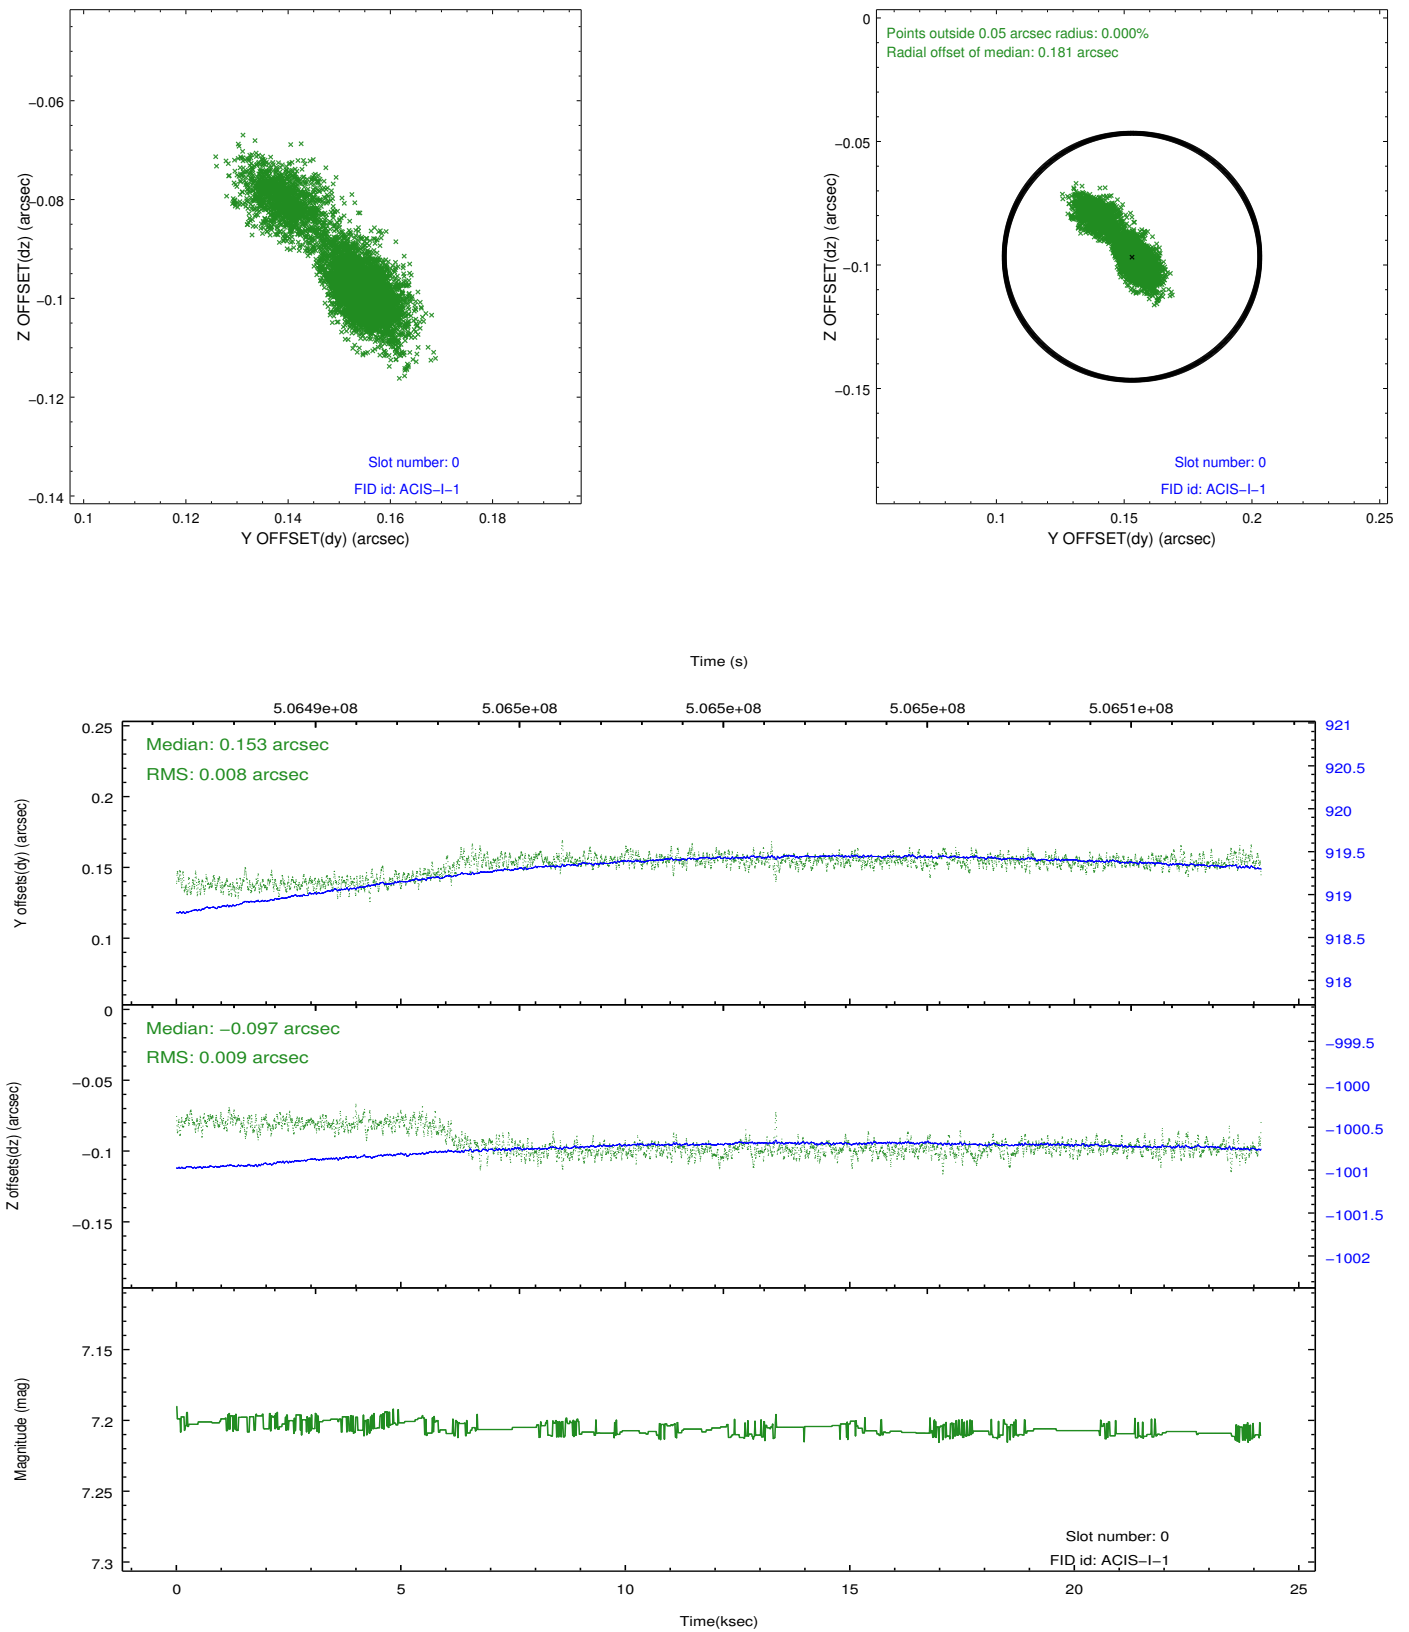 −0.06
−0.08
−0.1
−0.12
−0.14
Z OFFSET(dz) (arcsec)
Slot number: 0
FID id: ACIS−I−1
0.1 0.12 0.14 0.16 0.18
Y OFFSET(dy) (arcsec)
Points outside 0.05 arcsec radius: 0.000%
Radial offset of median: 0.181 arcsec
0
−0.05
−0.1
−0.15
Z OFFSET(dz) (arcsec)
Slot number: 0
FID id: ACIS−I−1
0.1 0.15 0.2 0.25
Y OFFSET(dy) (arcsec)
Time (s)
5.0649e+08 5.065e+08 5.065e+08 5.065e+08 5.0651e+08
Median: 0.153 arcsec
RMS: 0.008 arcsec
0.25
0.2
0.15
0.1
Y offsets(dy) (arcsec)
921
920.5
920
919.5
919
918.5
918
Median: −0.097 arcsec
RMS: 0.009 arcsec
0
−0.05
−0.1
−0.15
Z offsets(dz) (arcsec)
−999.5
−1000
−1000.5
−1001
−1001.5
−1002
7.15
7.2
7.25
7.3
Magnitude (mag)
Slot number: 0
FID id: ACIS−I−1
0 5 10 15 20 25
Time(ksec)